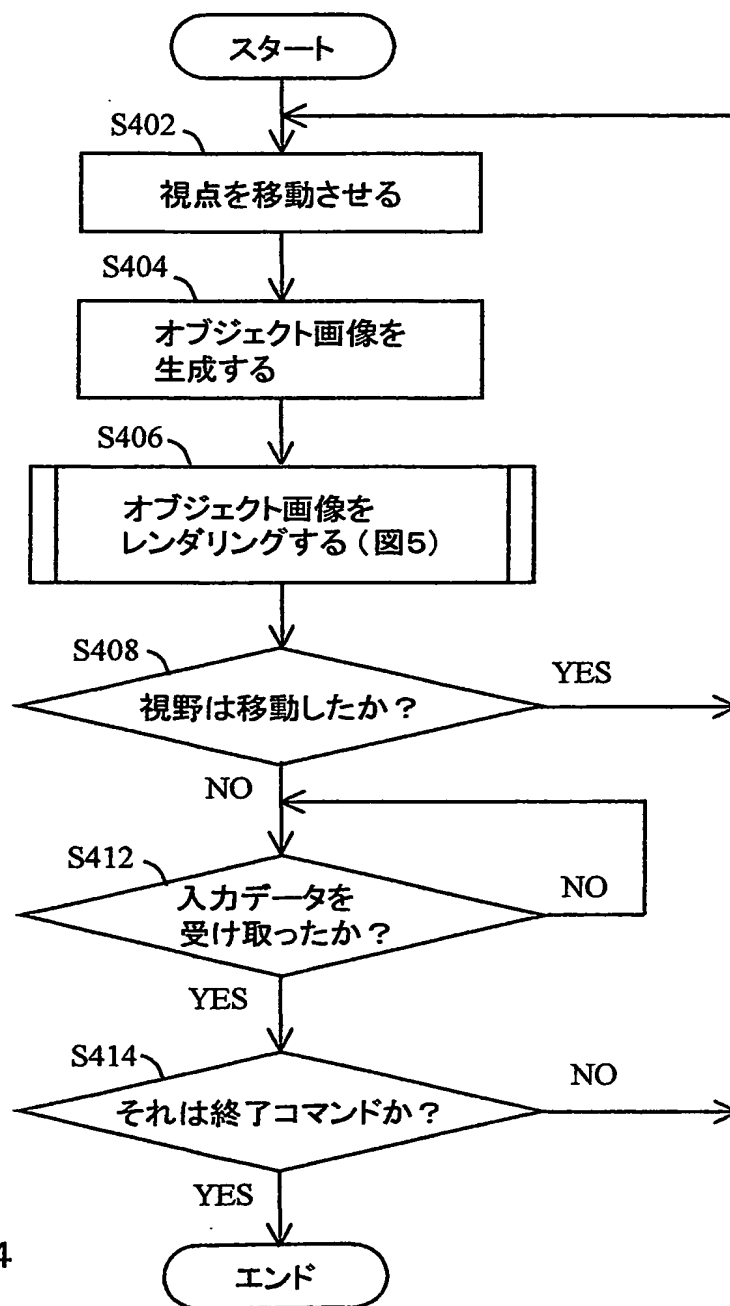 スタート
S402
視点を移動させる
S404
オブジェクト画像を
生成する
S406
オブジェクト画像を
レンダリングする(図5)
S408
視野は移動したか?
YES
NO
S412
入力データを
受け取ったか?
NO
YES
S414
それは終了コマンドか?
NO
YES
4
エンド